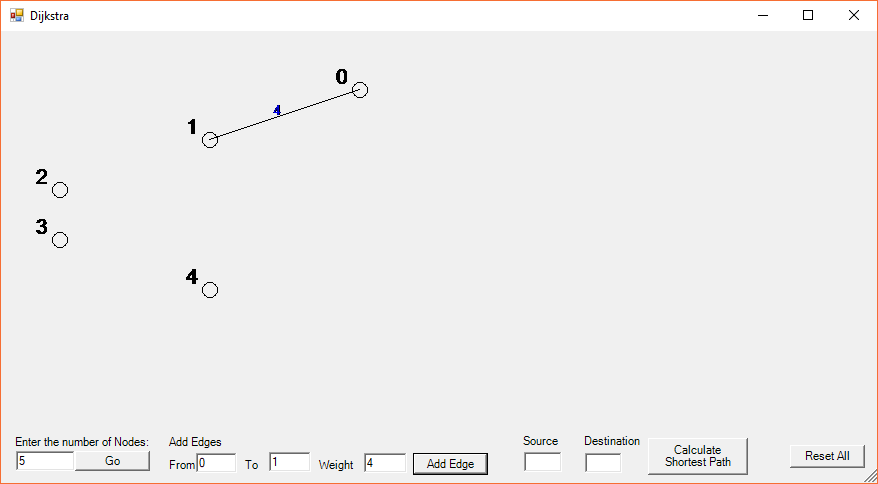 Dijkstra
0
4
1
2
3
4
Enter the number of Nodes:
5
Go
Add Edges
From 0 To 1 Weight 4 Add Edge
Source
Destination
Calculate
Shortest Path
Reset All